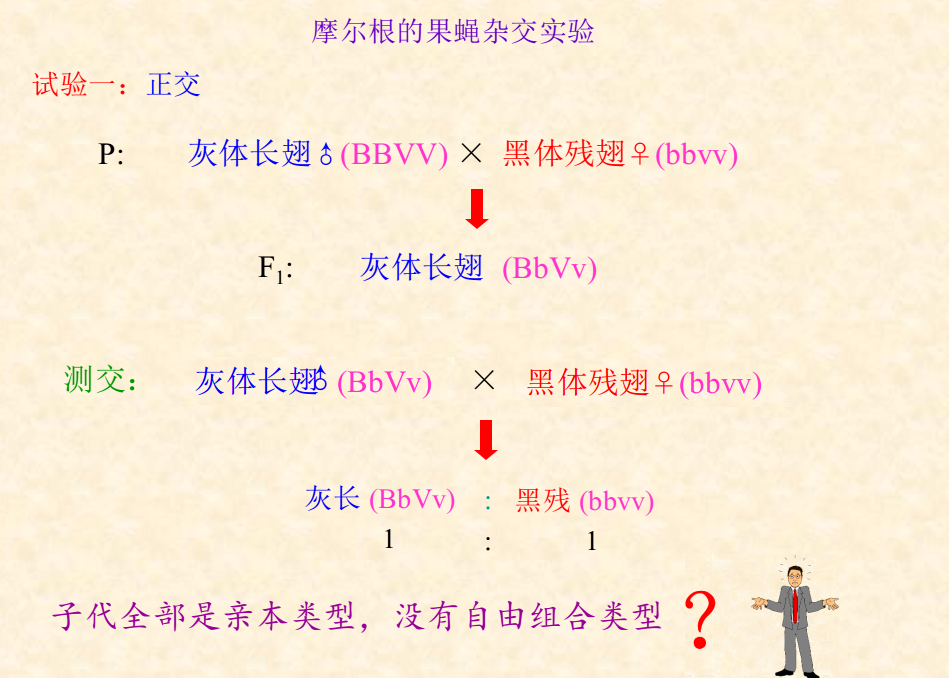 摩尔根的果蝇杂交实验
试验一：正交
P: 灰体长翅♂(BBVV) × 黑体残翅♀(bbvv)
F₁: 灰体长翅 (BbVv)
测交： 灰体长翅♂ (BbVv) × 黑体残翅♀(bbvv)
灰长 (BbVv) : 黑残 (bbvv)
1 : 1
子代全部是亲本类型，没有自由组合类型 ?